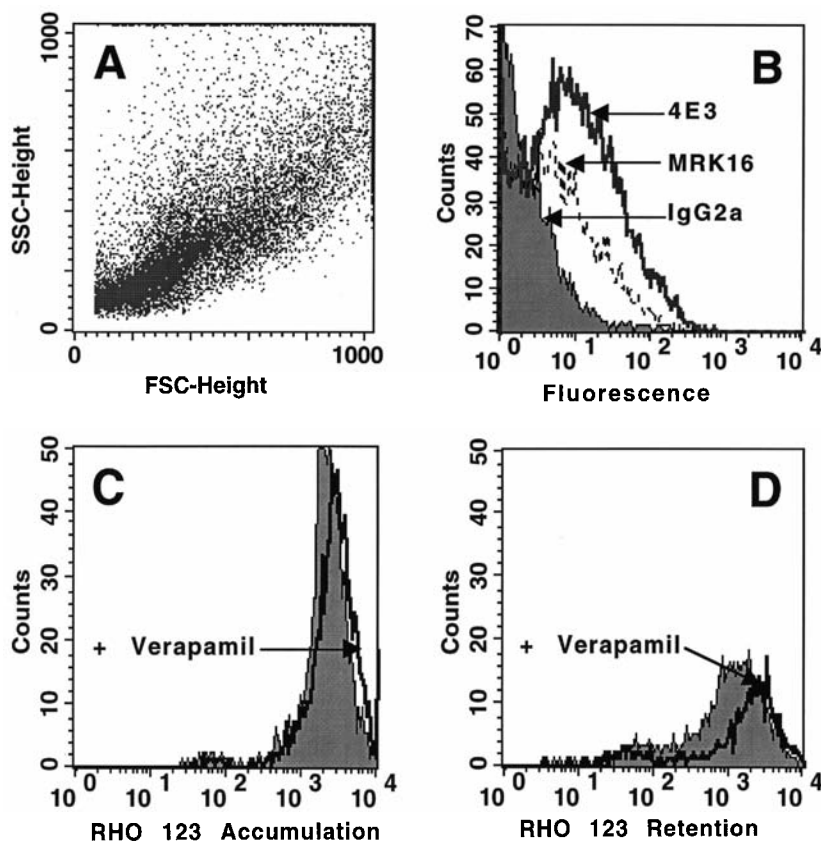 A
1000
0
SSC-Height
0
1000
FSC-Height
B
70
60
50
40
30
20
10
0
Counts
4E3
MRK16
IgG2a
10^0
10^1
10^2
10^3
10^4
Fluorescence
C
50
40
30
20
10
0
Counts
+ Verapamil
10^0
10^1
10^2
10^3
10^4
RHO 123 Accumulation
D
50
40
30
20
10
0
Counts
+ Verapamil
10^0
10^1
10^2
10^3
10^4
RHO 123 Retention